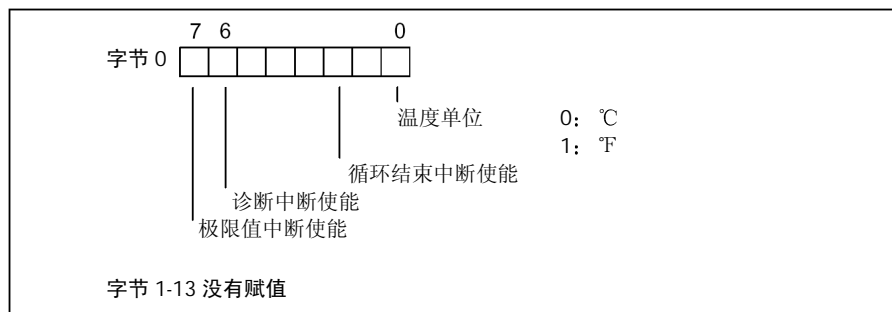 7 6 0
字节 0
温度单位 0：℃
1：℉
循环结束中断使能
诊断中断使能
极限值中断使能
字节 1-13 没有赋值